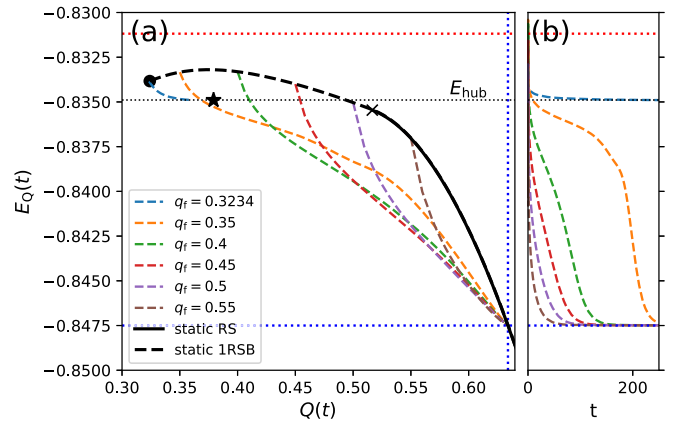 (a)
(b)
−0.8300
−0.8325
−0.8350
−0.8375
−0.8400
−0.8425
−0.8450
−0.8475
−0.8500
E_Q(t)
E_hub
q_f = 0.3234
q_f = 0.35
q_f = 0.4
q_f = 0.45
q_f = 0.5
q_f = 0.55
static RS
static 1RSB
0.30 0.35 0.40 0.45 0.50 0.55 0.60
0 200
Q(t)
t